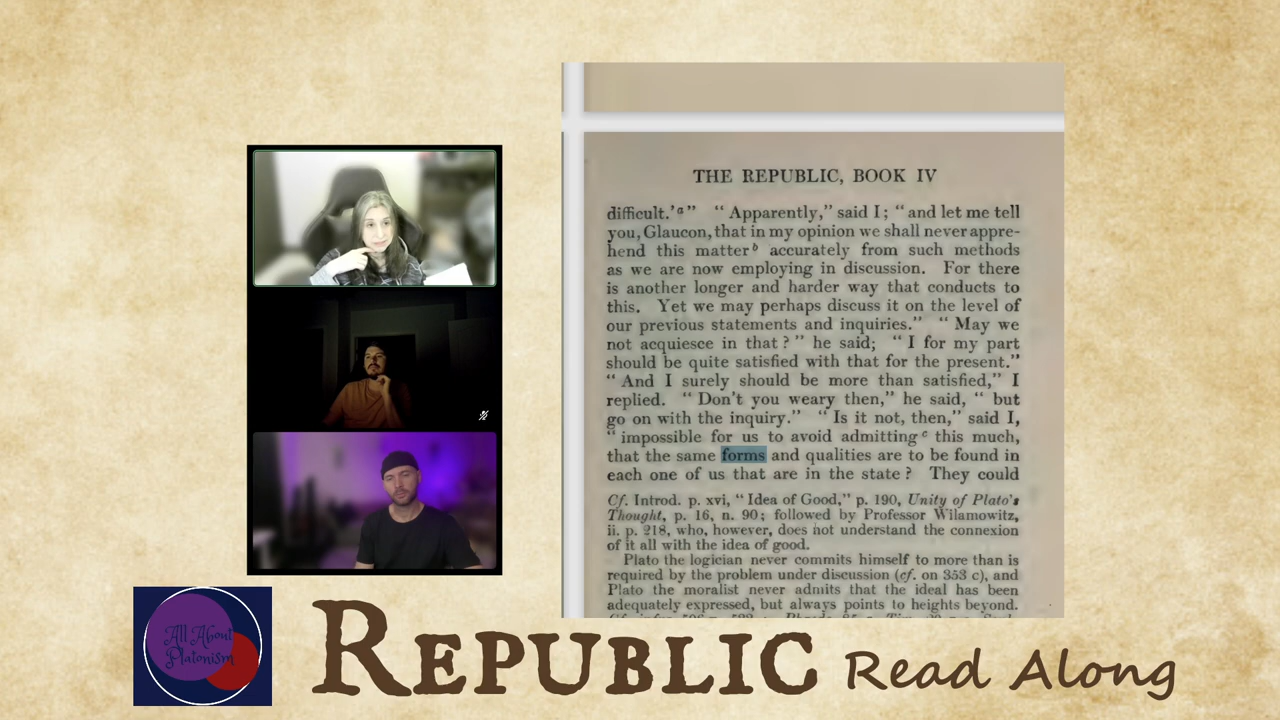 THE REPUBLIC, BOOK IV
difficult.’ᵃ” “ Apparently,” said I ; “ and let me tell
you, Glaucon, that in my opinion we shall never appre-
hend this matter ᵇ accurately from such methods
as we are now employing in discussion. For there
is another longer and harder way that conducts to
this. Yet we may perhaps discuss it on the level of
our previous statements and inquiries.” “ May we
not acquiesce in that ? ” he said; “ I for my part
should be quite satisfied with that for the present.”
“ And I surely should be more than satisfied,” I
replied. “ Don’t you weary then,” he said, “ but
go on with the inquiry.” “ Is it not, then,” said I,
“ impossible for us to avoid admitting ᶜ this much,
that the same forms and qualities are to be found in
each one of us that are in the state ? They could
Cf. Introd. p. xvi, “ Idea of Good,” p. 190, Unity of Plato’s
Thought, p. 16, n. 90; followed by Professor Wilamowitz,
ii. p. 218, who, however, does not understand the connexion
of it all with the idea of good.
Plato the logician never commits himself to more than is
required by the problem under discussion (cf. on 353 c), and
Plato the moralist never admits that the ideal has been
adequately expressed, but always points to heights beyond.
All About
Platonism
REPUBLIC Read Along